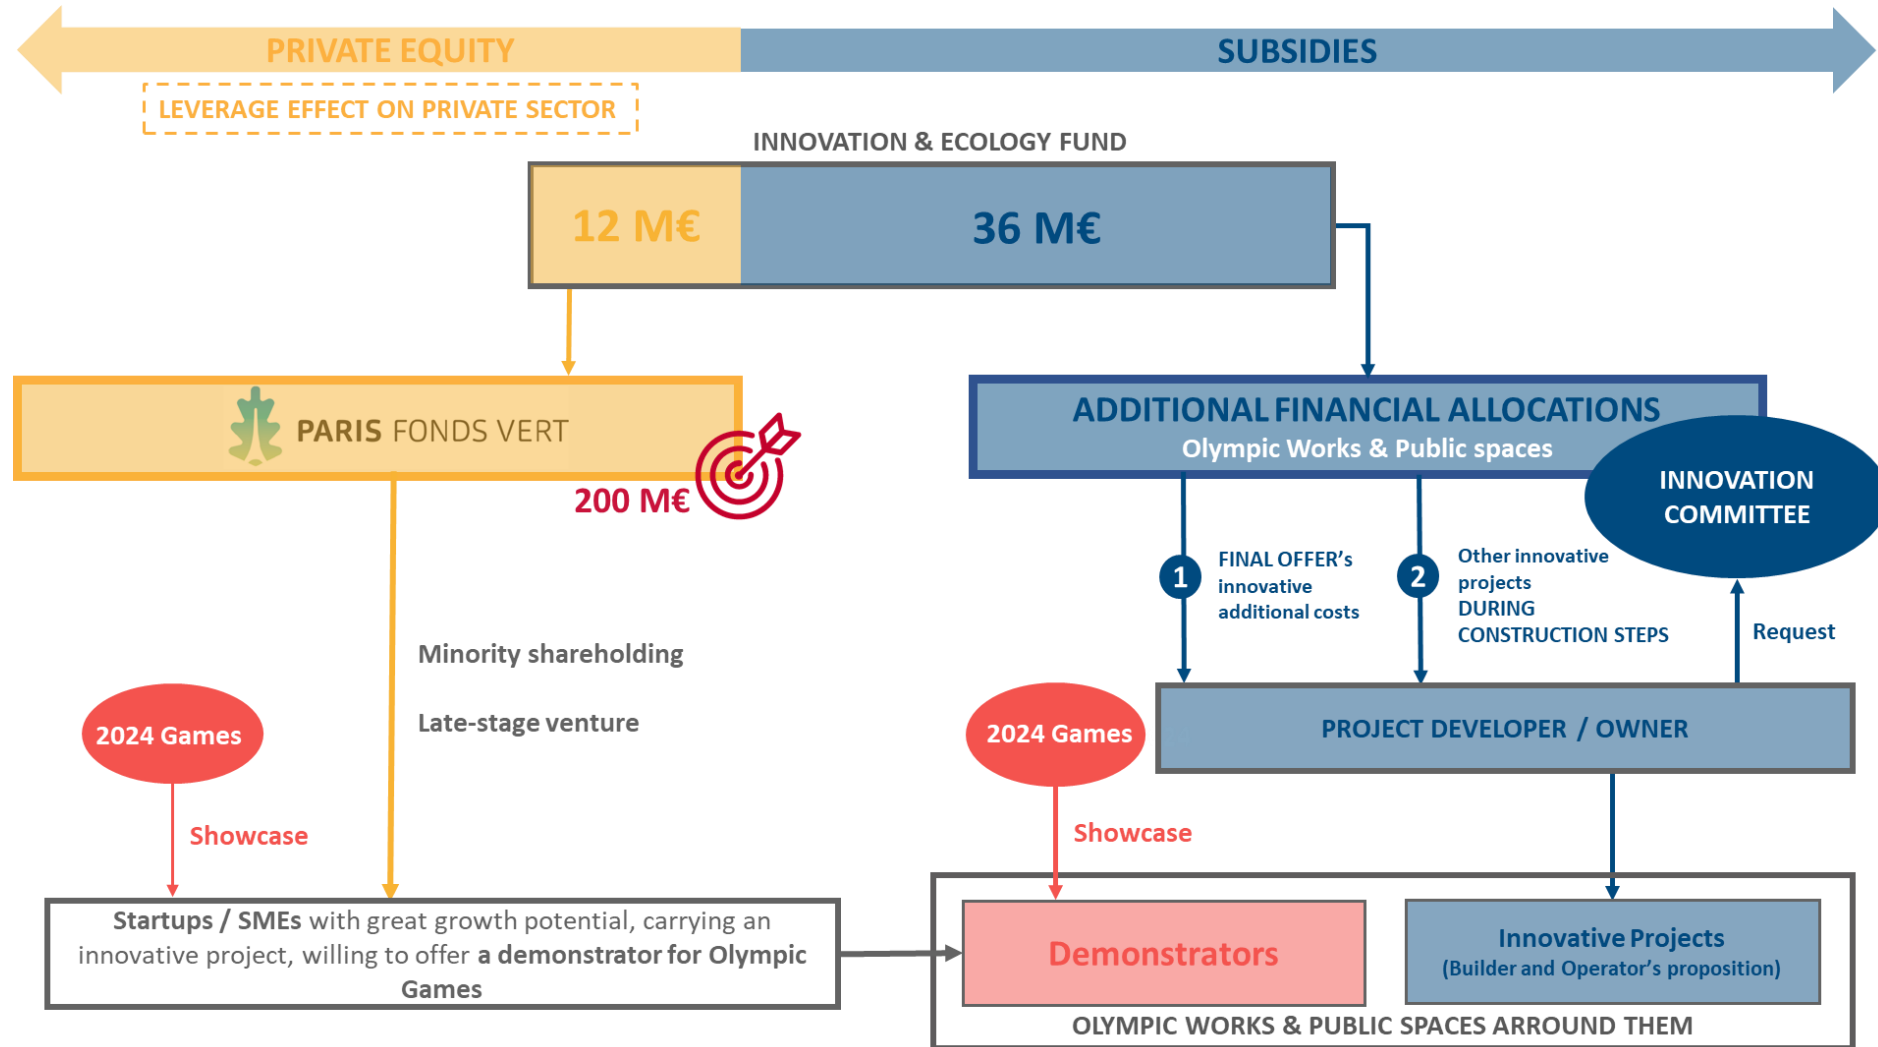 PRIVATE EQUITY
SUBSIDIES
LEVERAGE EFFECT ON PRIVATE SECTOR
INNOVATION & ECOLOGY FUND
12 M€
36 M€
PARIS FONDS VERT
200 M€
ADDITIONAL FINANCIAL ALLOCATIONS
Olympic Works & Public spaces
INNOVATION
COMMITTEE
1
FINAL OFFER's
innovative
additional costs
2
Other innovative
projects
DURING
CONSTRUCTION STEPS
Request
Minority shareholding
Late-stage venture
2024 Games
Showcase
2024 Games
Showcase
PROJECT DEVELOPER / OWNER
Startups / SMEs with great growth potential, carrying an
innovative project, willing to offer a demonstrator for Olympic
Games
Demonstrators
Innovative Projects
(Builder and Operator's proposition)
OLYMPIC WORKS & PUBLIC SPACES ARROUND THEM